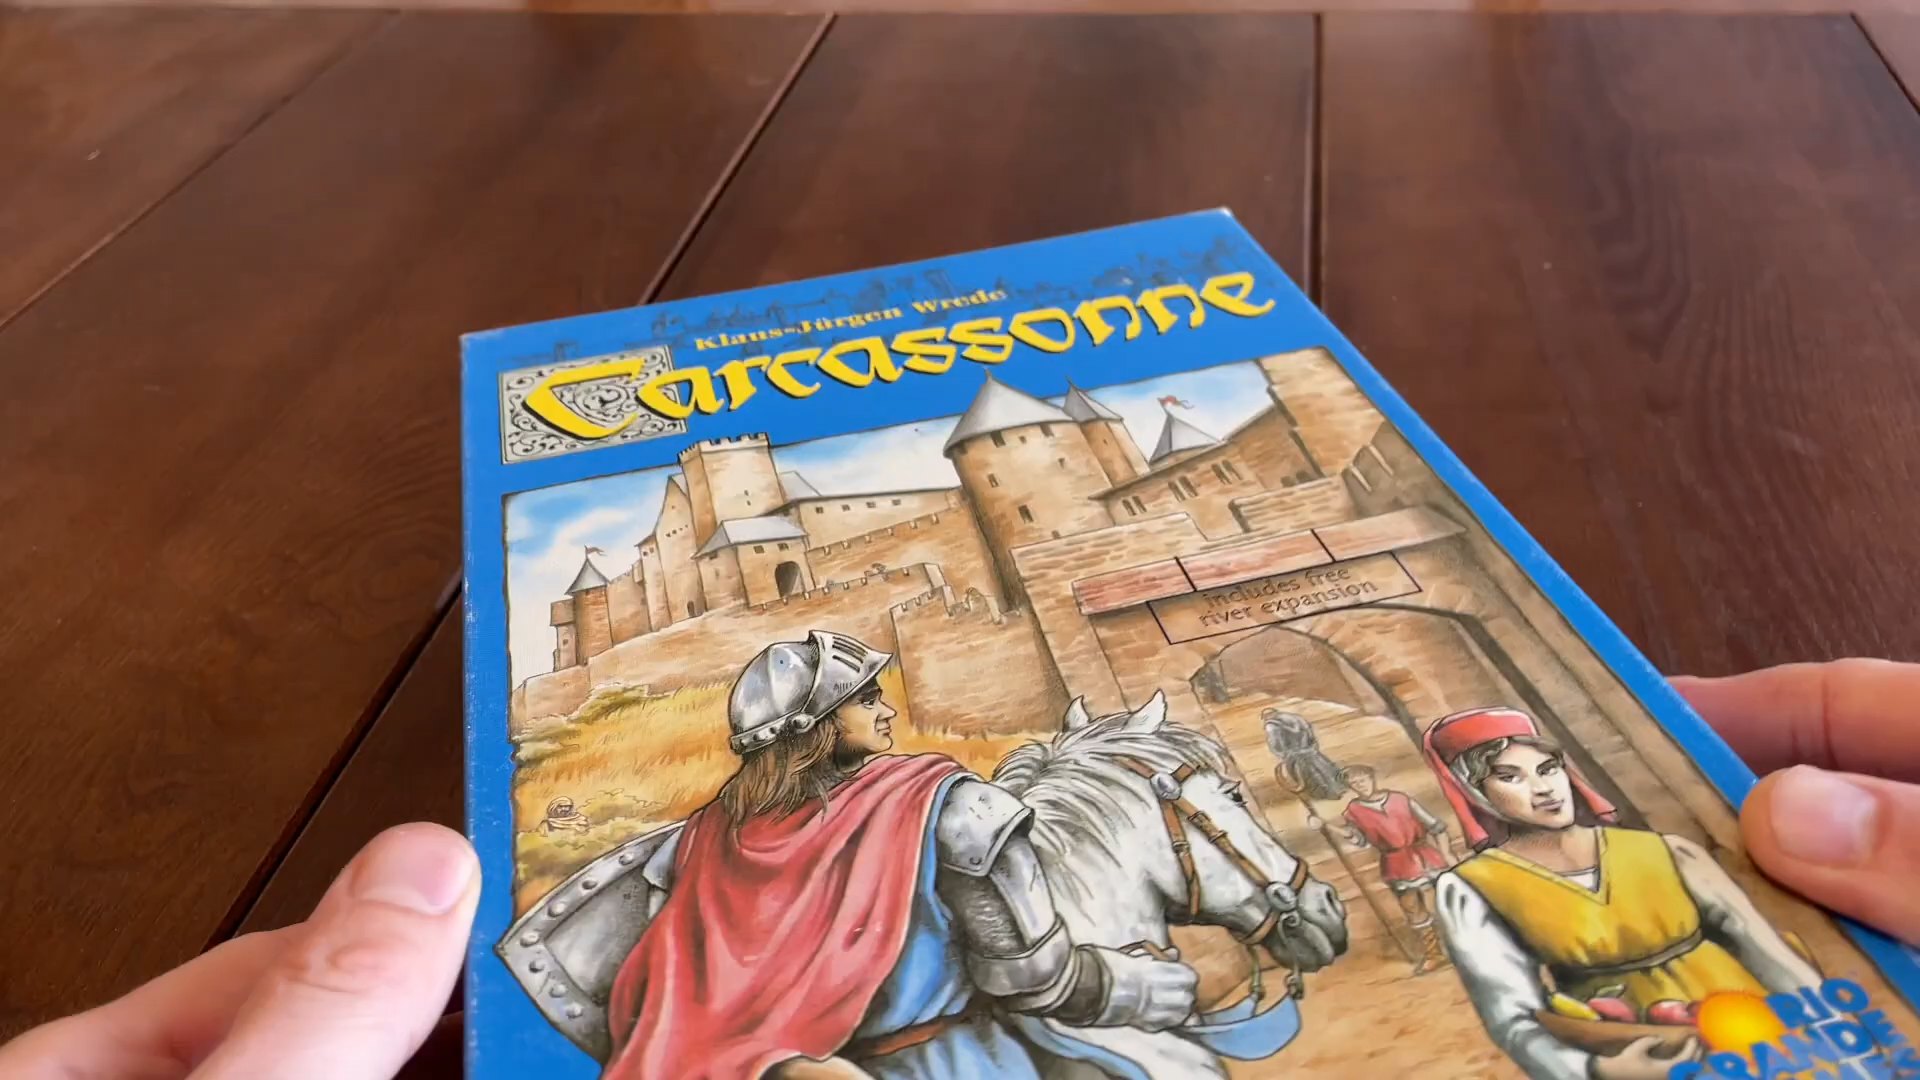 Klaus-Jürgen Wrede
Carcassonne
includes free
river expansion
RIO
GRANDE